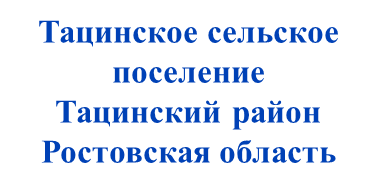 Тацинское сельское
поселение
Тацинский район
Ростовская область